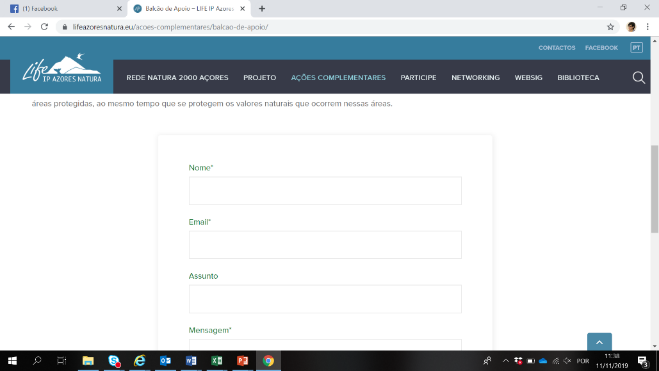 (1) Facebook
Balcão de Apoio – LIFE IP Azores
lifeazoresnatura.eu/acoes-complementares/balcao-de-apoio/
CONTACTOS FACEBOOK PT
Life
IP AZORES NATURA
REDE NATURA 2000 AÇORES PROJETO AÇÕES COMPLEMENTARES PARTICIPE NETWORKING WEBSIG BIBLIOTECA
áreas protegidas, ao mesmo tempo que se protegem os valores naturais que ocorrem nessas áreas.
Nome*
Email*
Assunto
Mensagem*
POR
11:38
11/11/2019
3